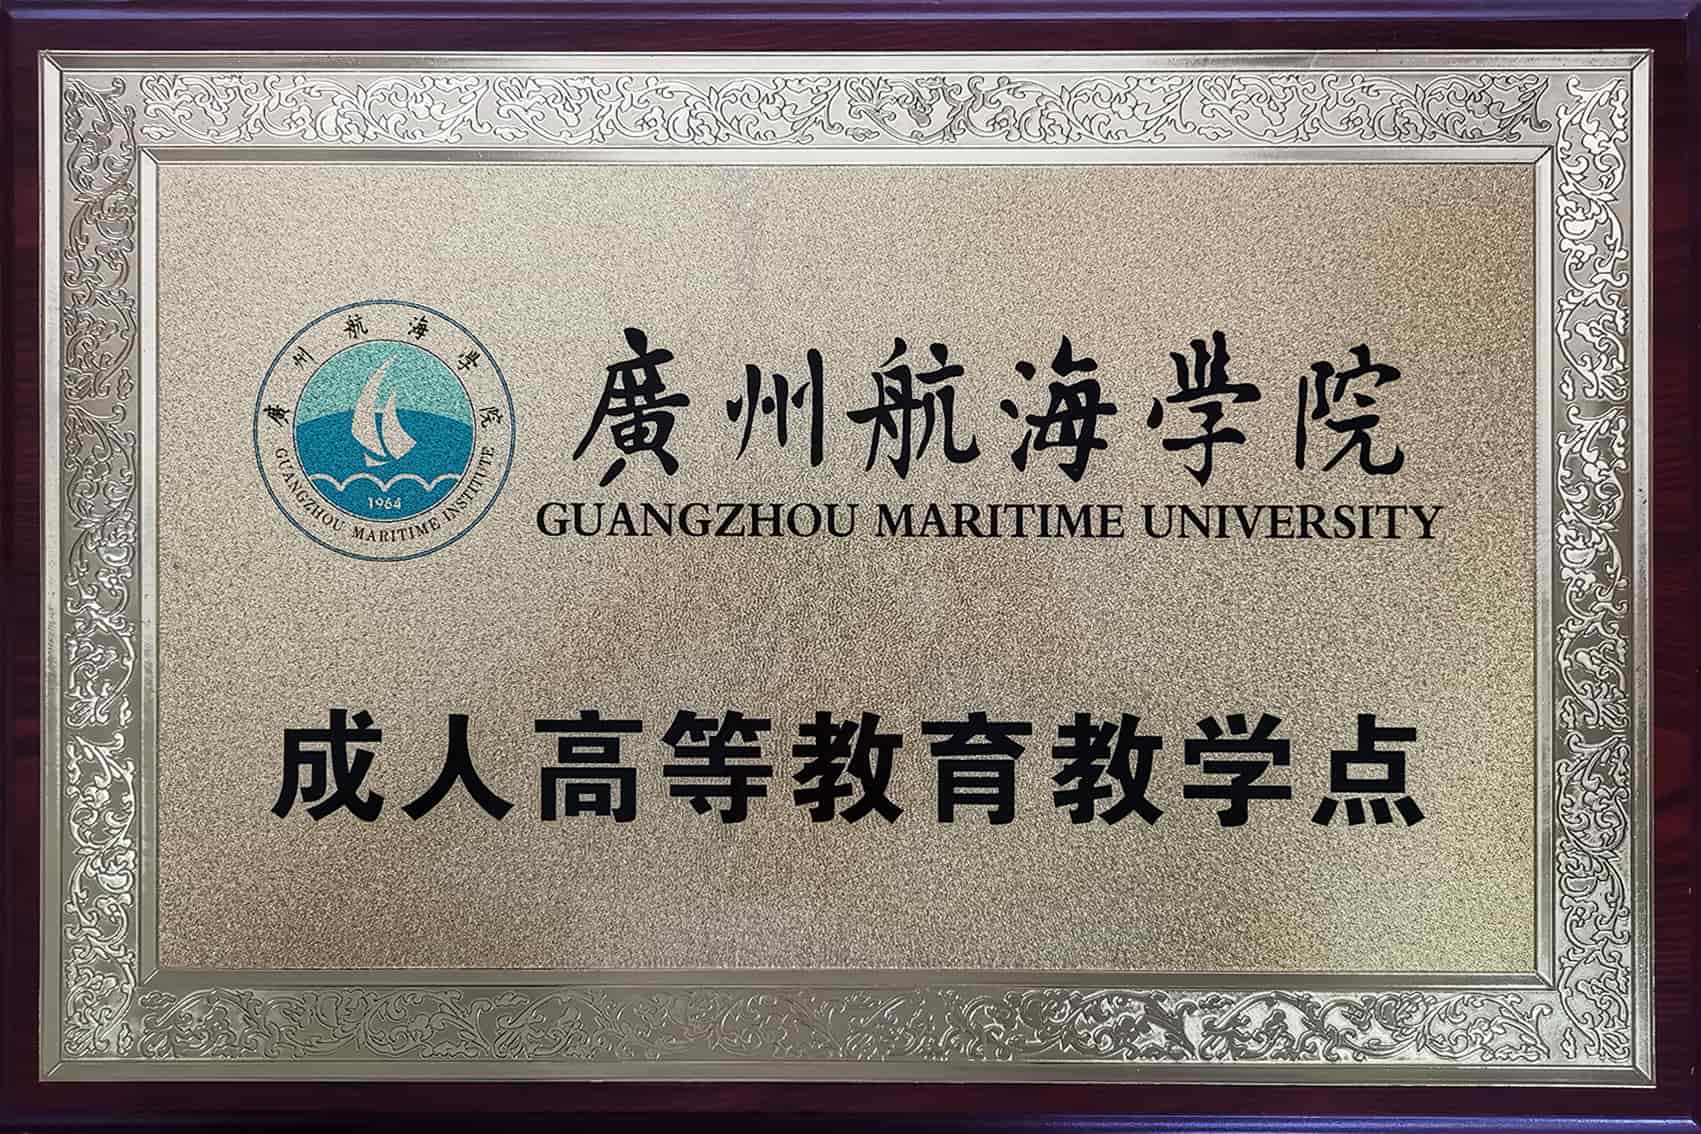 廣州航海學院
1964
GUANGZHOU MARITIME INSTITUTE
廣州航海學院
GUANGZHOU MARITIME UNIVERSITY
成人高等教育教学点